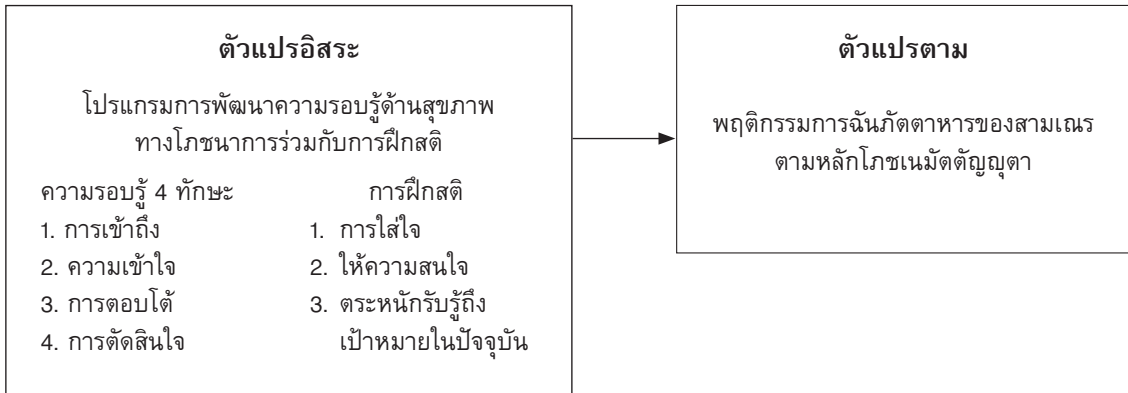 ตัวแปรอิสระ
โปรแกรมการพัฒนาความรอบรู้ด้านสุขภาพ
ทางโภชนาการร่วมกับการฝึกสติ
ความรอบรู้ 4 ทักษะ
1. การเข้าถึง
2. ความเข้าใจ
3. การตอบโต้
4. การตัดสินใจ
การฝึกสติ
1. การใส่ใจ
2. ให้ความสนใจ
3. ตระหนักรับรู้ถึง
เป้าหมายในปัจจุบัน
ตัวแปรตาม
พฤติกรรมการฉันภัตตาหารของสามเณร
ตามหลักโภชเนมัตตัญญุตา